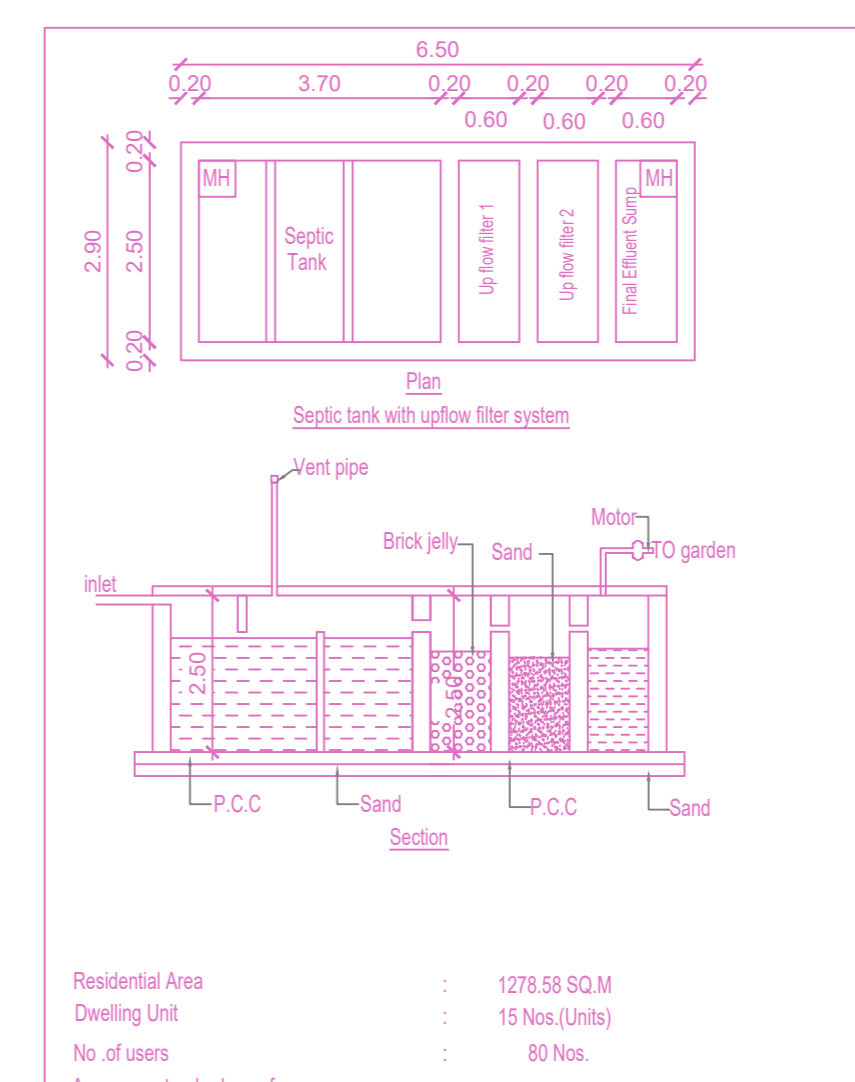 6.50
0.20 3.70 0.20 0.20 0.20 0.20
0.60 0.60 0.60
2.90
0.20
2.50
0.20
MH
Septic
Tank
Up flow filter 1
Up flow filter 2
Final Effluent Sump
MH
Plan
Septic tank with upflow filter system
Vent pipe
Motor
Brick jelly
Sand
TO garden
inlet
2.50
2.50
P.C.C
Sand
P.C.C
Sand
Section
Residential Area : 1278.58 SQ.M
Dwelling Unit : 15 Nos.(Units)
No .of users : 80 Nos.